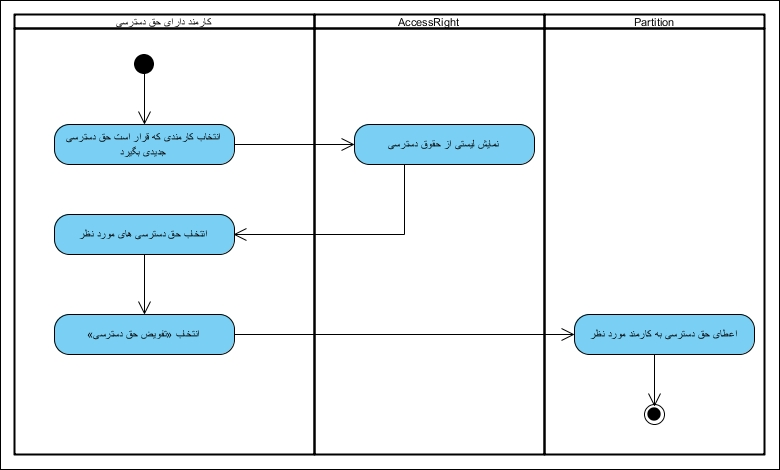 کارمند دارای حق دسترسی
AccessRight
Partition
انتخاب کارمندی که قرار است حق دسترسی
جدیدی بگیرد
نمایش لیستی از حقوق دسترسی
انتخاب حق دسترسی های مورد نظر
انتخاب «تفویض حق دسترسی»
اعطای حق دسترسی به کارمند مورد نظر